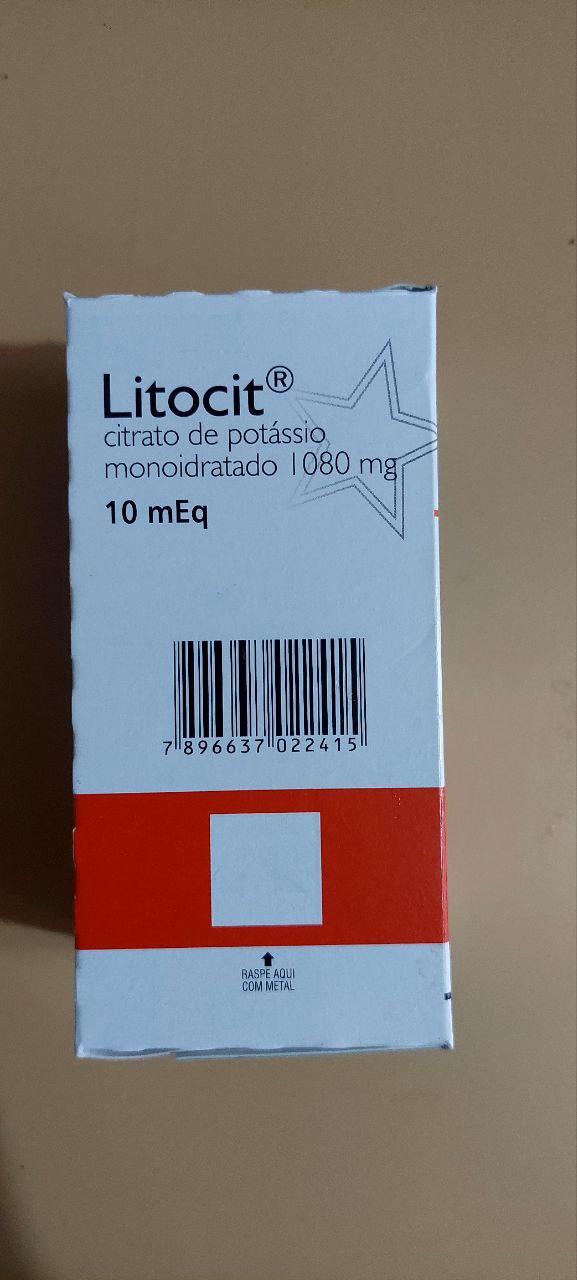 Litocit®
citrato de potássio
monoidratado 1080 mg
10 mEq
7 896637 022415
RASPE AQUI
COM METAL